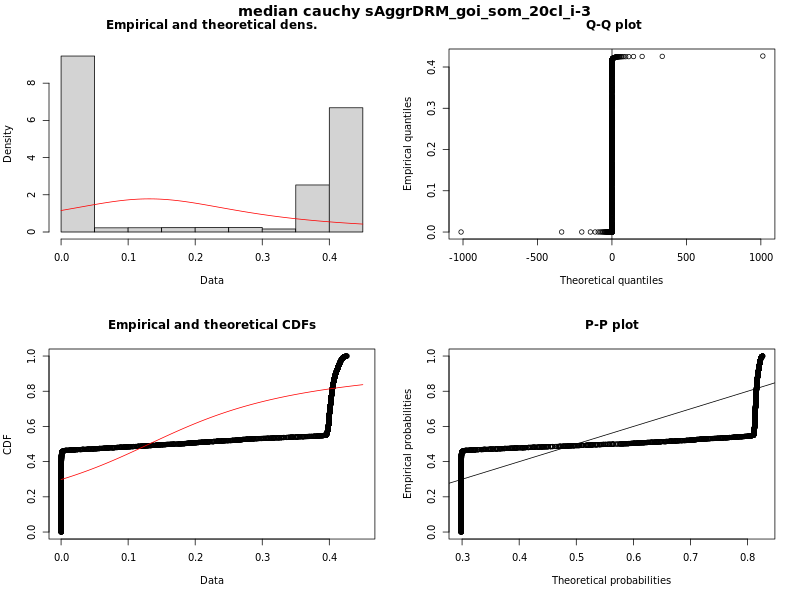 median cauchy sAggrDRM_goi_som_20cl_i-3
Empirical and theoretical dens.
Density
0 2 4 6 8
0.0 0.1 0.2 0.3 0.4
Data
Q-Q plot
Empirical quantiles
0.0 0.1 0.2 0.3 0.4
-1000 -500 0 500 1000
Theoretical quantiles
Empirical and theoretical CDFs
CDF
0.0 0.2 0.4 0.6 0.8 1.0
0.0 0.1 0.2 0.3 0.4
Data
P-P plot
Empirical probabilities
0.0 0.2 0.4 0.6 0.8 1.0
0.3 0.4 0.5 0.6 0.7 0.8
Theoretical probabilities